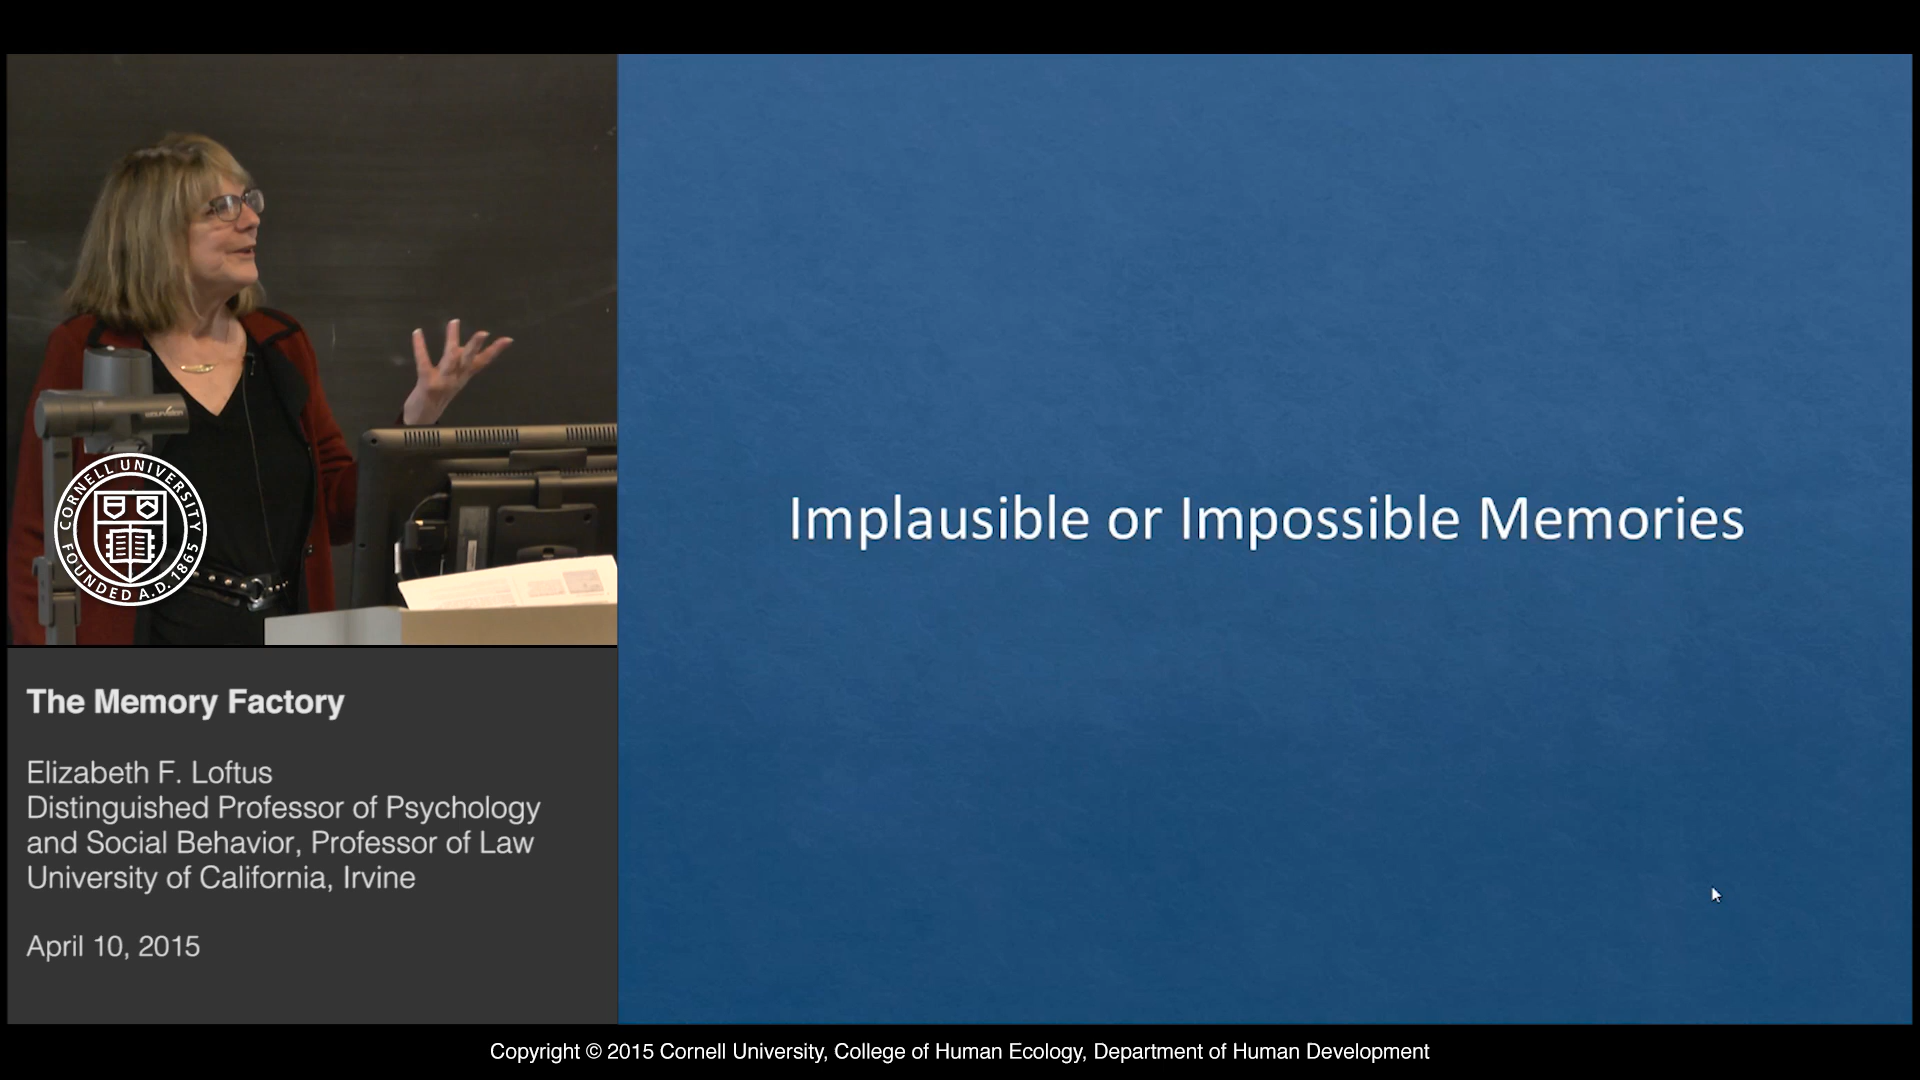 wolfvision
CORNELL UNIVERSITY
FOUNDED A.D. 1865
Implausible or Impossible Memories
The Memory Factory
Elizabeth F. Loftus
Distinguished Professor of Psychology
and Social Behavior, Professor of Law
University of California, Irvine
April 10, 2015
Copyright © 2015 Cornell University, College of Human Ecology, Department of Human Development